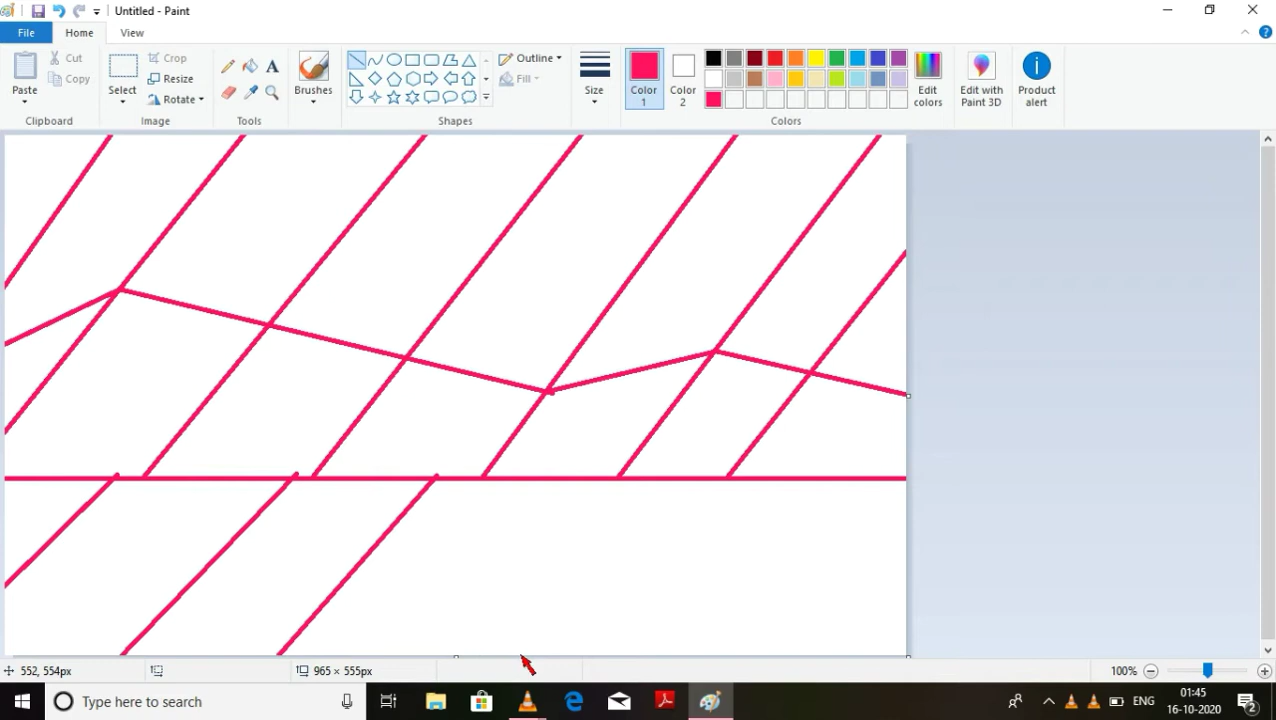 Untitled - Paint
File
Home
View
Paste
Cut
Copy
Clipboard
Select
Crop
Resize
Rotate
Image
A
Tools
Brushes
Outline
Fill
Shapes
Size
Color 1
Color 2
Edit colors
Colors
Edit with Paint 3D
Product alert
552, 554px
965 × 555px
100%
Type here to search
ENG
01:45
16-10-2020
2